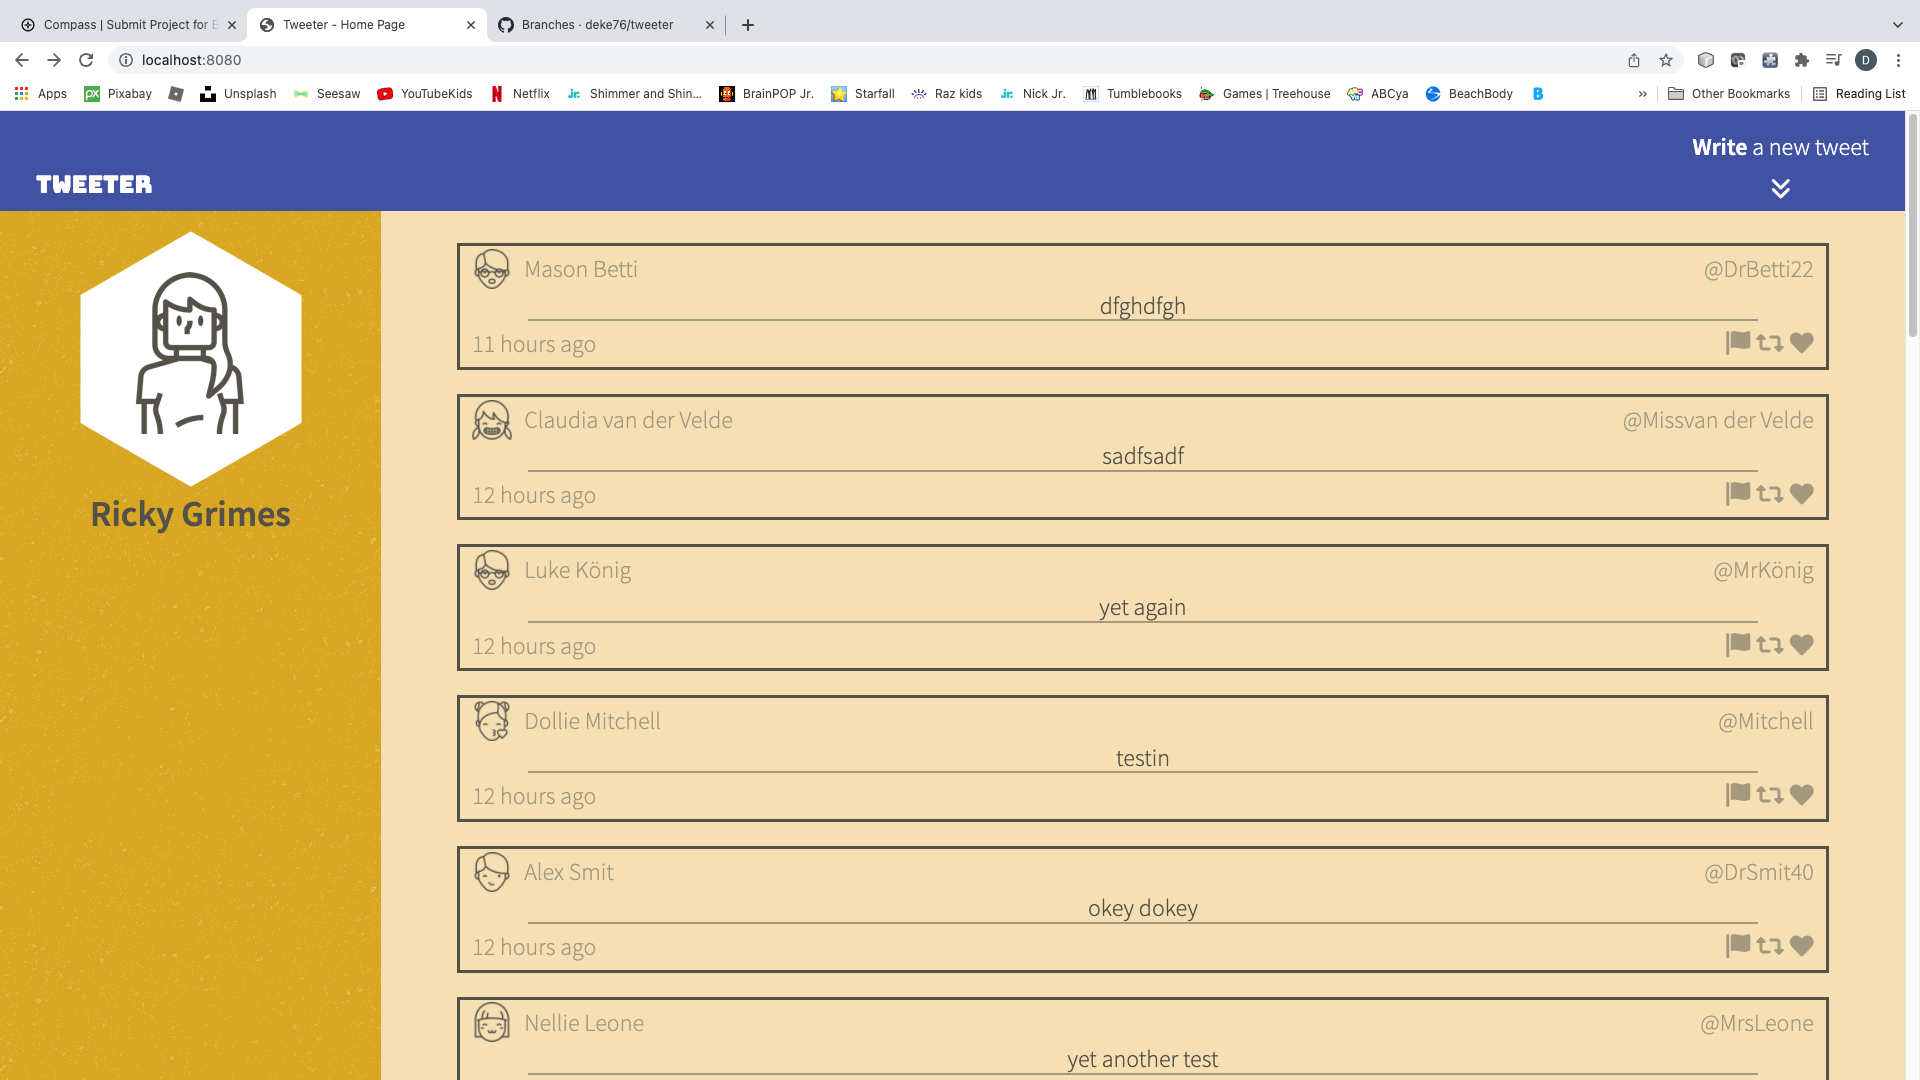 Compass | Submit Project for E
Tweeter - Home Page
Branches · deke76/tweeter
localhost:8080
D
Apps
Pixabay
Unsplash
Seesaw
YouTubeKids
Netflix
Shimmer and Shin...
BrainPOP Jr.
Starfall
Raz kids
Nick Jr.
Tumblebooks
Games | Treehouse
ABCya
BeachBody
»
Other Bookmarks
Reading List
TWEETER
Write a new tweet
Ricky Grimes
Mason Betti @DrBetti22
dfghdfgh
11 hours ago
Claudia van der Velde @Missvan der Velde
sadfsadf
12 hours ago
Luke König @MrKönig
yet again
12 hours ago
Dollie Mitchell @Mitchell
testin
12 hours ago
Alex Smit @DrSmit40
okey dokey
12 hours ago
Nellie Leone @MrsLeone
yet another test